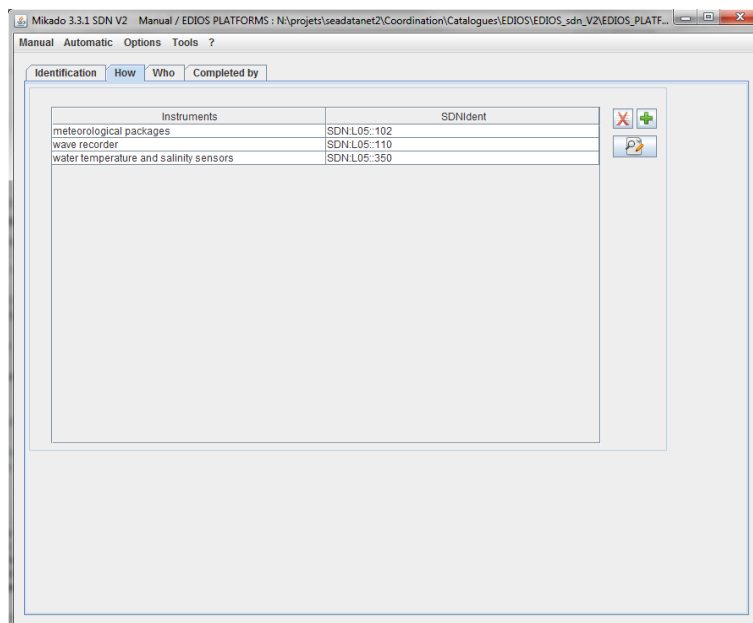 Mikado 3.3.1 SDN V2 Manual / EDIOS PLATFORMS : N:\projets\seadatanet2\Coordination\Catalogues\EDIOS\EDIOS_sdn_V2\EDIOS_PLATF...
Manual Automatic Options Tools ?
Identification How Who Completed by
Instruments SDNIdent
meteorological packages SDN:L05::102
wave recorder SDN:L05::110
water temperature and salinity sensors SDN:L05::350